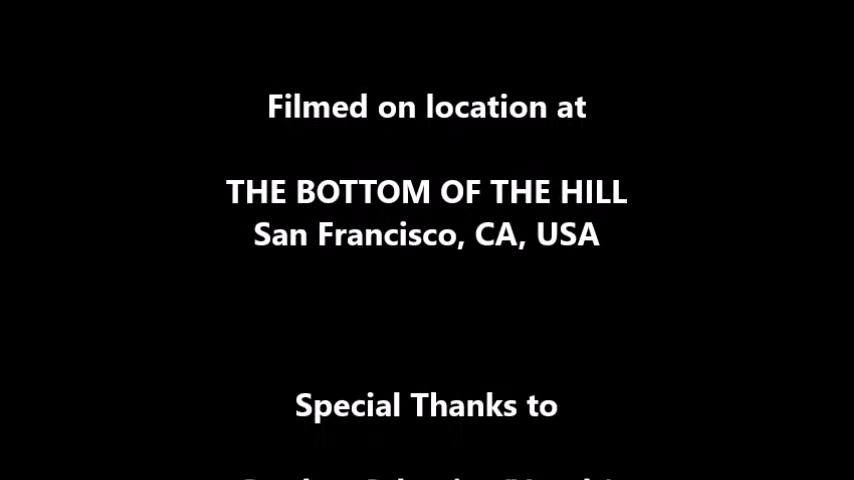 Filmed on location at
THE BOTTOM OF THE HILL
San Francisco, CA, USA
Special Thanks to